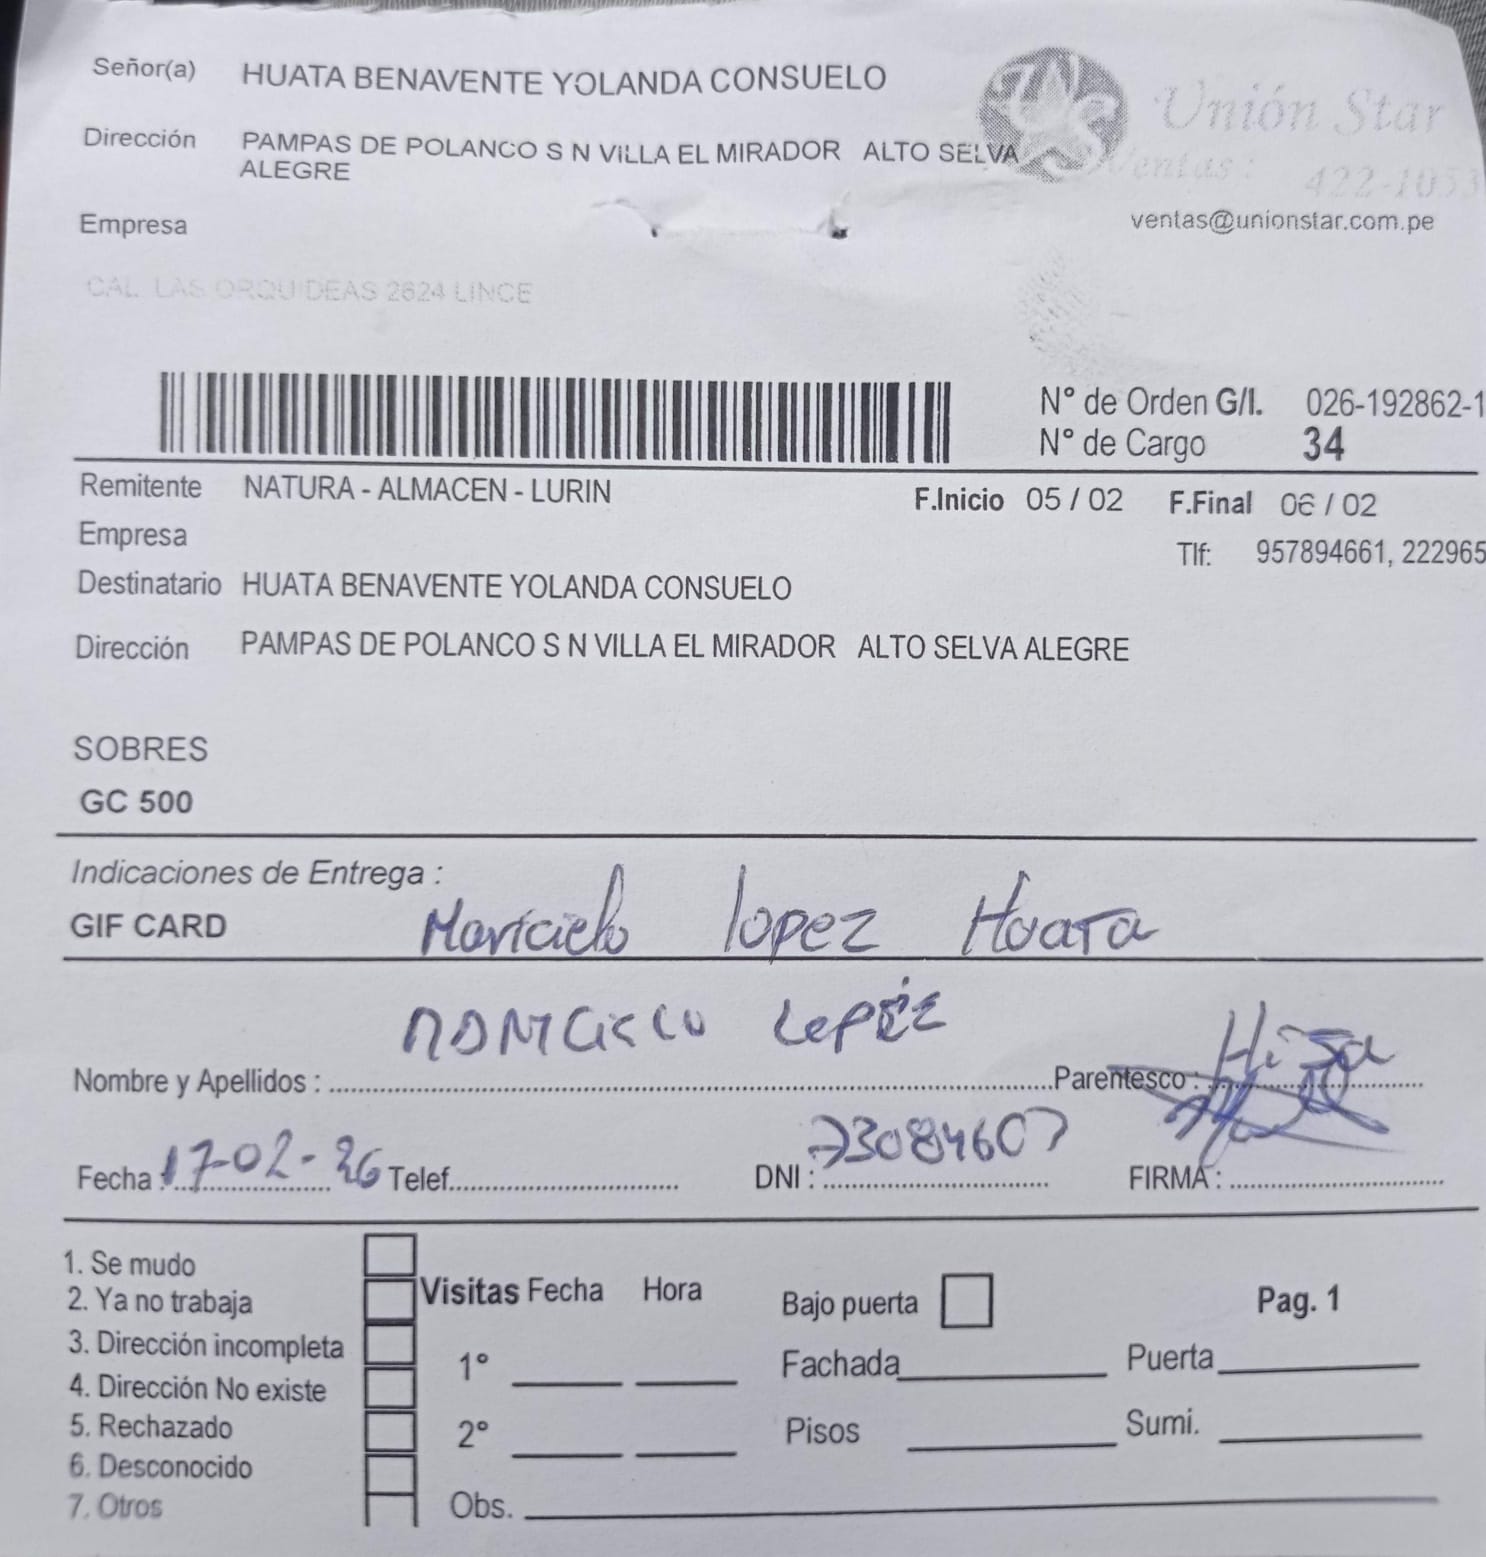 Señor(a) HUATA BENAVENTE YOLANDA CONSUELO
Unión Star
Dirección PAMPAS DE POLANCO S N VILLA EL MIRADOR ALTO SELVA
ALEGRE
Ventas: 422-1053
Empresa
ventas@unionstar.com.pe
CAL. LAS ORQUIDEAS 2624 LINCE
N° de Orden G/I. 026-192862-1
N° de Cargo 34
Remitente NATURA - ALMACEN - LURIN
F.Inicio 05 / 02 F.Final 06 / 02
Empresa
Tlf: 957894661, 222965
Destinatario HUATA BENAVENTE YOLANDA CONSUELO
Dirección PAMPAS DE POLANCO S N VILLA EL MIRADOR ALTO SELVA ALEGRE
SOBRES
GC 500
Indicaciones de Entrega :
GIF CARD Maricielo lopez Huata
Lopéz
Nombre y Apellidos : Parentesco : Hija
Fecha : 17-02-26 Telef. DNI : 73084607 FIRMA :
1. Se mudo
2. Ya no trabaja
3. Dirección incompleta
4. Dirección No existe
5. Rechazado
6. Desconocido
7. Otros
Visitas Fecha Hora
1°
2°
Obs.
Bajo puerta
Pag. 1
Fachada Puerta
Pisos Sumi.